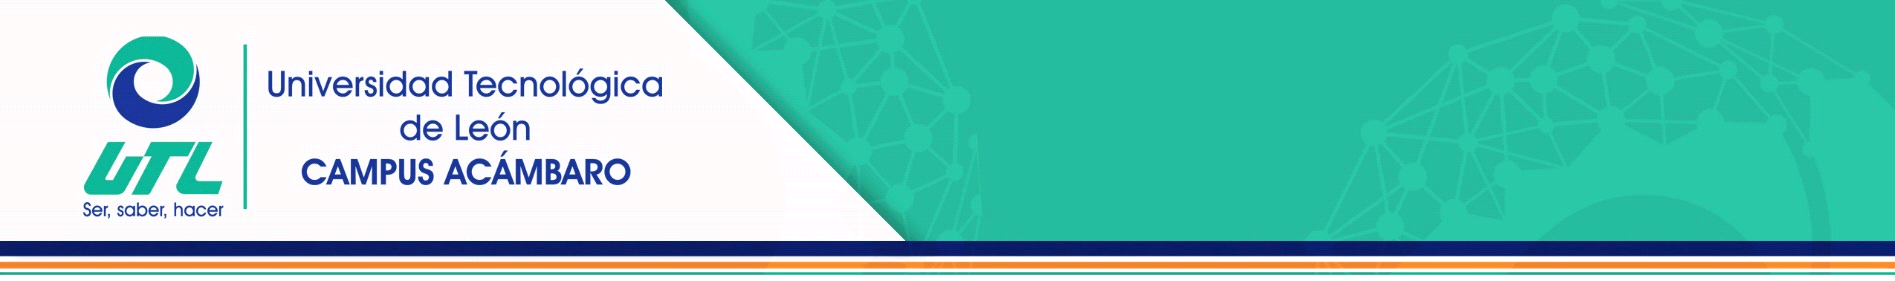 UTL
Ser, saber, hacer
Universidad Tecnológica
de León
CAMPUS ACÁMBARO